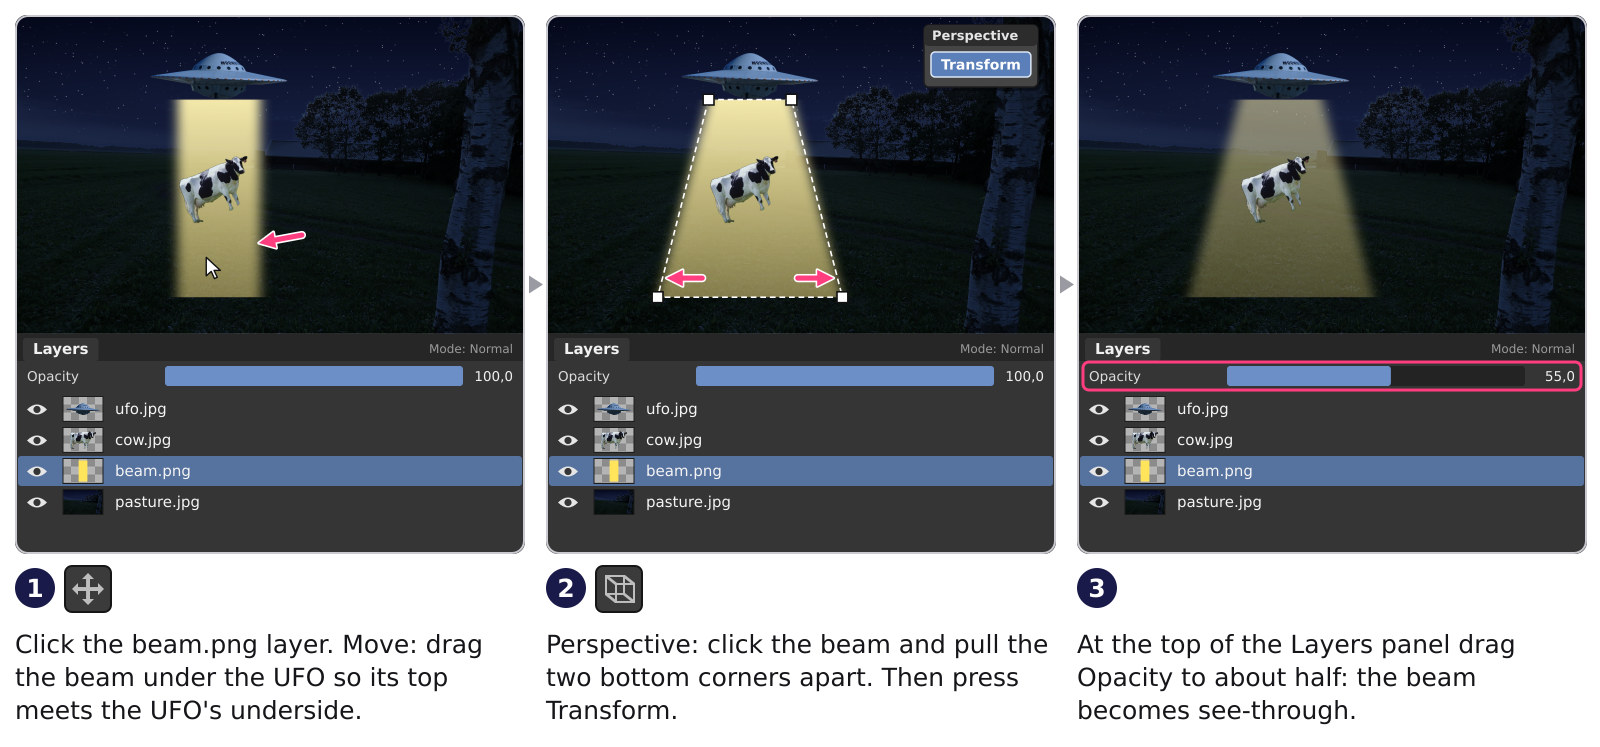 Layers
Mode: Normal
Opacity
100,0
ufo.jpg
cow.jpg
beam.png
pasture.jpg
1
Click the beam.png layer. Move: drag
the beam under the UFO so its top
meets the UFO's underside.
Perspective
Transform
Layers
Mode: Normal
Opacity
100,0
ufo.jpg
cow.jpg
beam.png
pasture.jpg
2
Perspective: click the beam and pull the
two bottom corners apart. Then press
Transform.
Layers
Mode: Normal
Opacity
55,0
ufo.jpg
cow.jpg
beam.png
pasture.jpg
3
At the top of the Layers panel drag
Opacity to about half: the beam
becomes see-through.